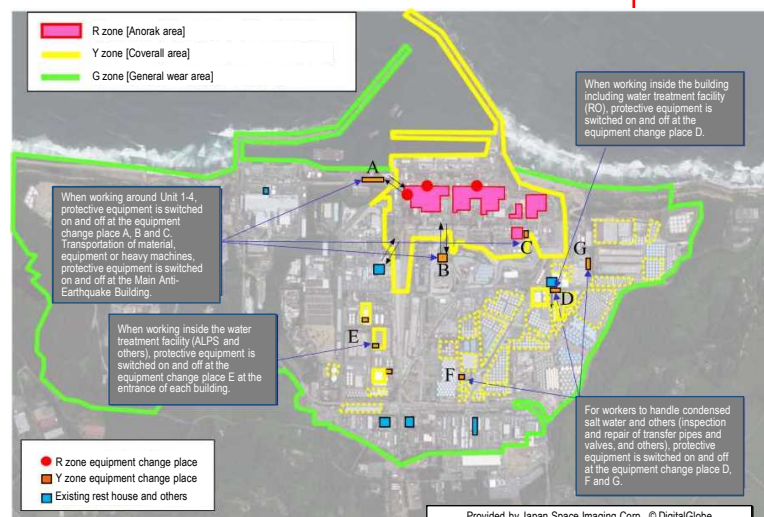 R zone [Anorak area]
Y zone [Coverall area]
G zone [General wear area]
When working inside the building
including water treatment facility
(RO), protective equipment is
switched on and off at the
equipment change place D.
A
When working around Unit 1-4,
protective equipment is switched
on and off at the equipment
change place A, B and C.
Transportation of material,
equipment or heavy machines,
protective equipment is switched
on and off at the Main Anti-
Earthquake Building.
B
C
G
D
When working inside the water
treatment facility (ALPS and
others), protective equipment is
switched on and off at the
equipment change place E at the
entrance of each building.
E
F
For workers to handle condensed
salt water and others (inspection
and repair of transfer pipes and
valves, and others), protective
equipment is switched on and off
at the equipment change place D,
F and G.
R zone equipment change place
Y zone equipment change place
Existing rest house and others
Provided by Japan Space Imaging Corp., © DigitalGlobe